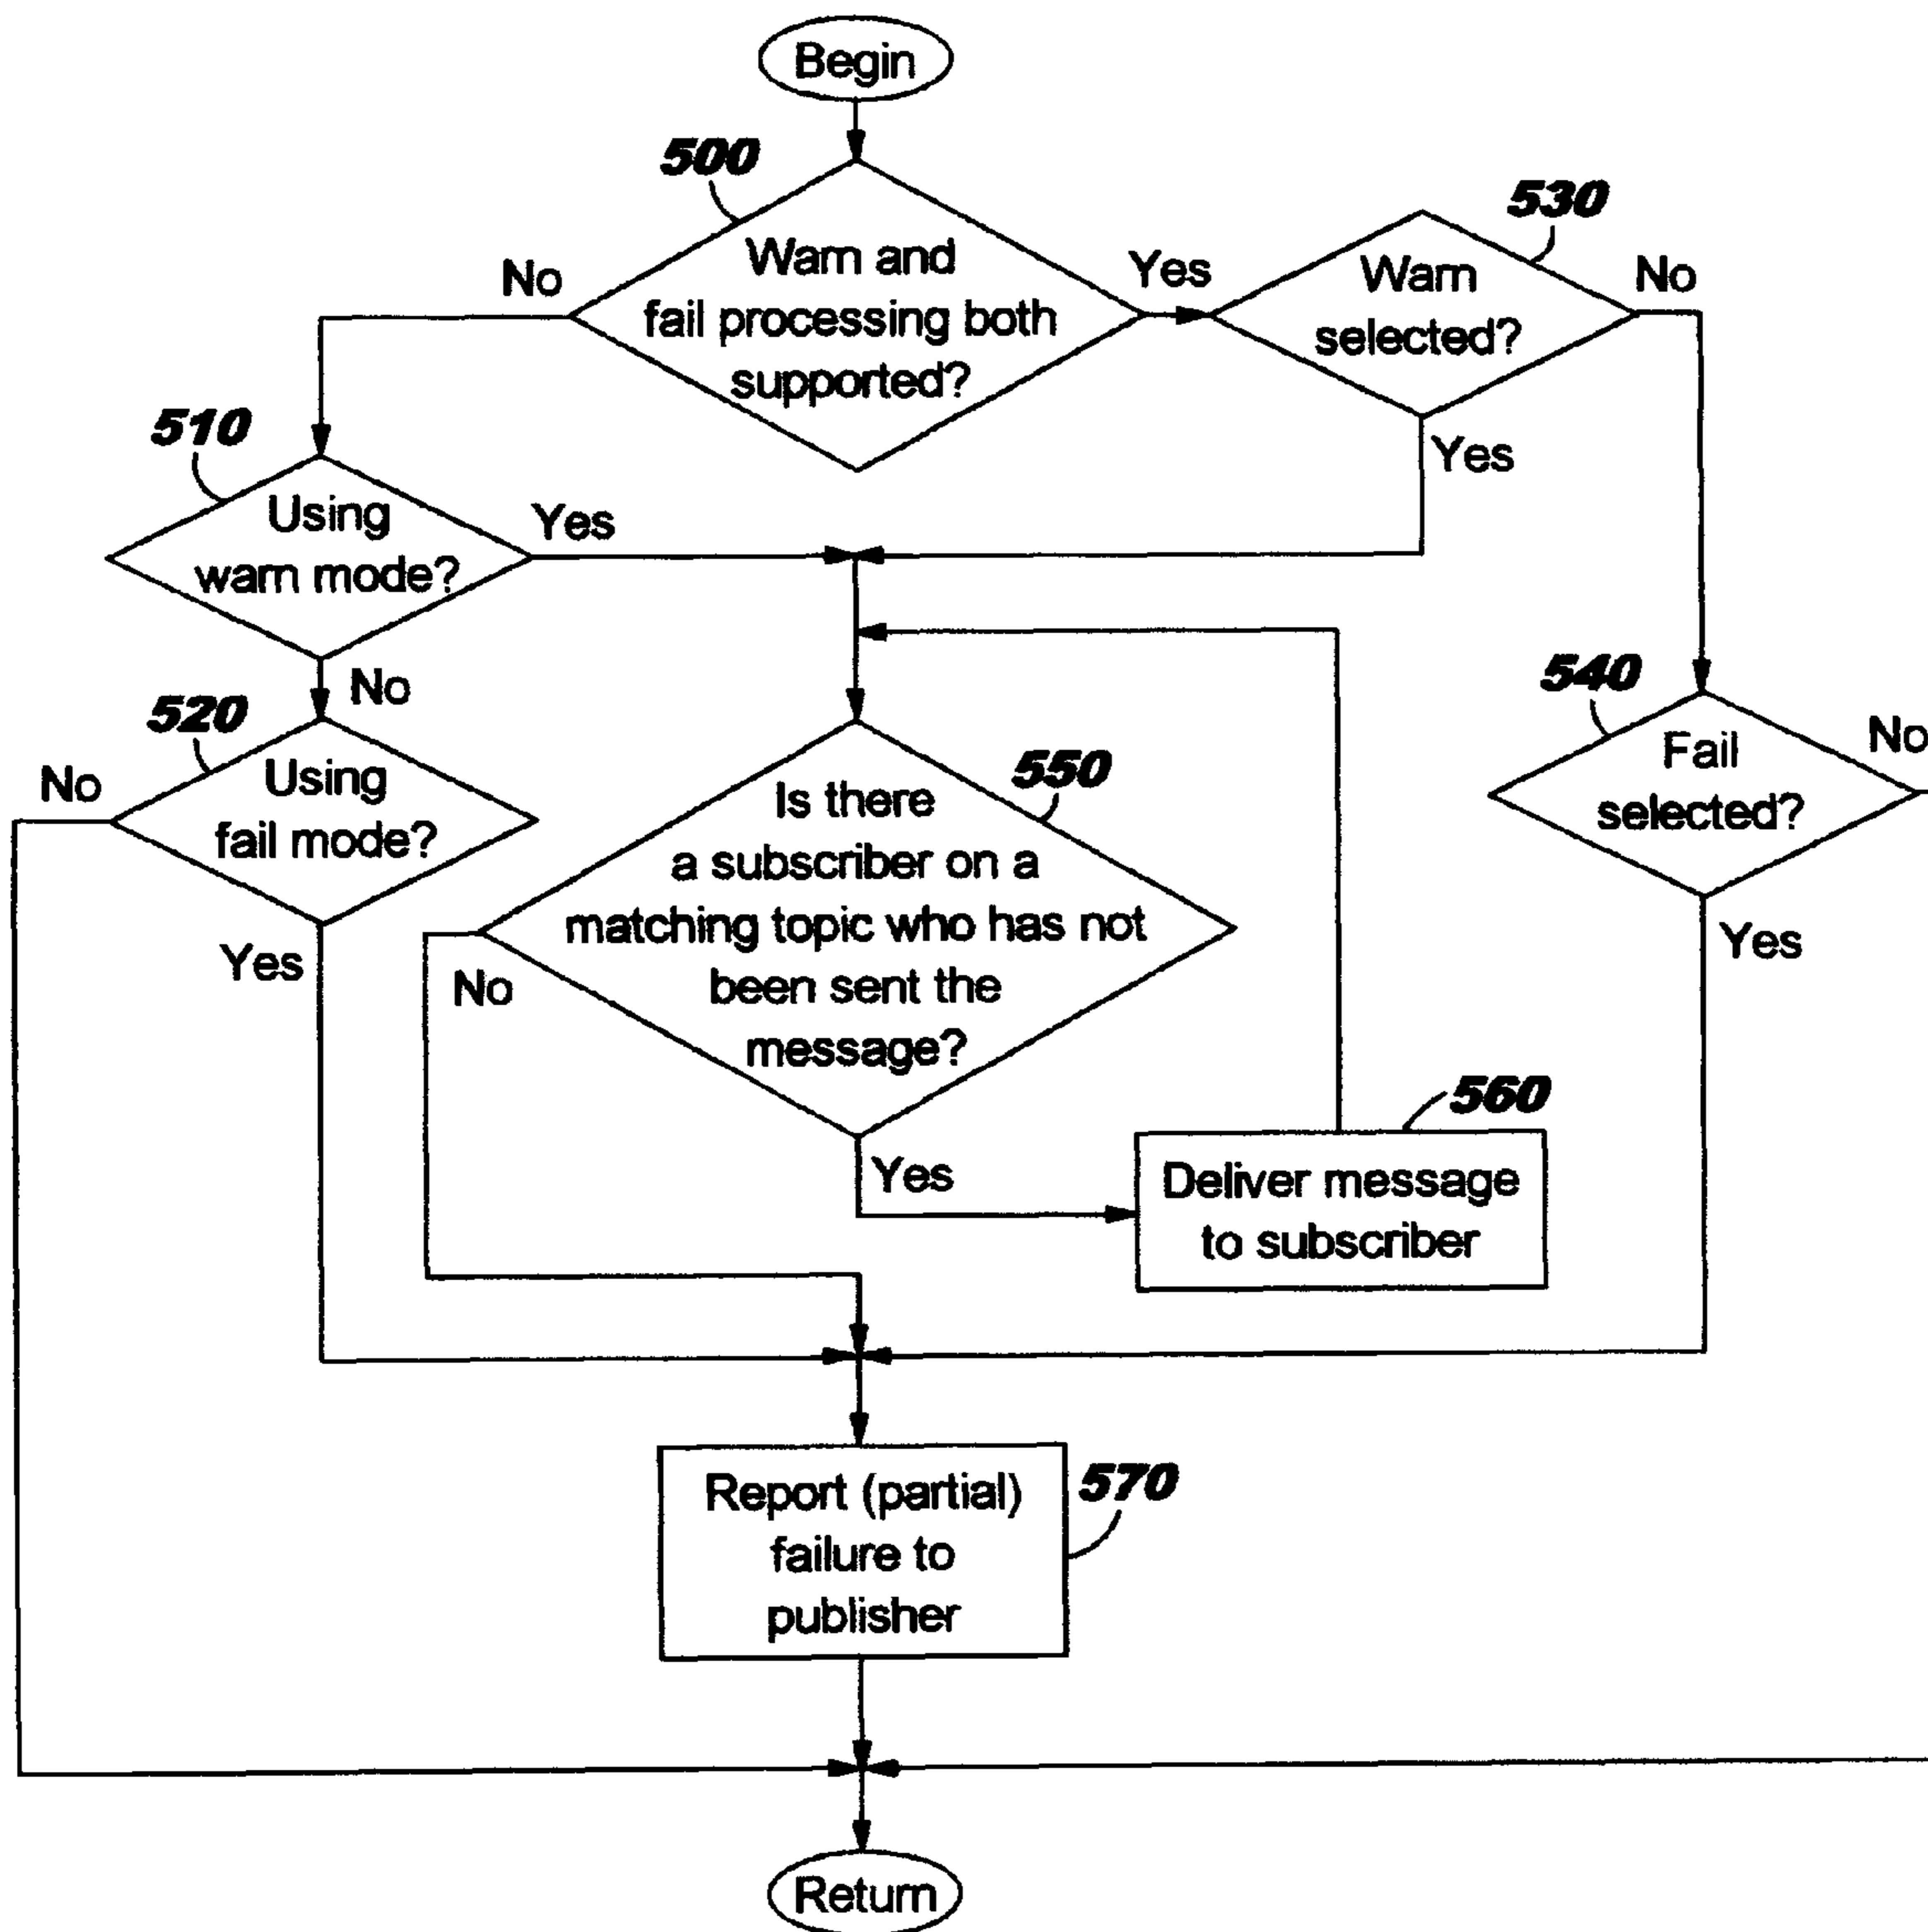 Begin
500
Warn and
fail processing both
supported?
No
Yes
530
Warn
selected?
No
Yes
510
Using
warn mode?
Yes
No
520
Using
fail mode?
No
Yes
540
Fail
selected?
No
Yes
550
Is there
a subscriber on a
matching topic who has not
been sent the
message?
No
Yes
560
Deliver message
to subscriber
Report (partial)
failure to
publisher
570
Return